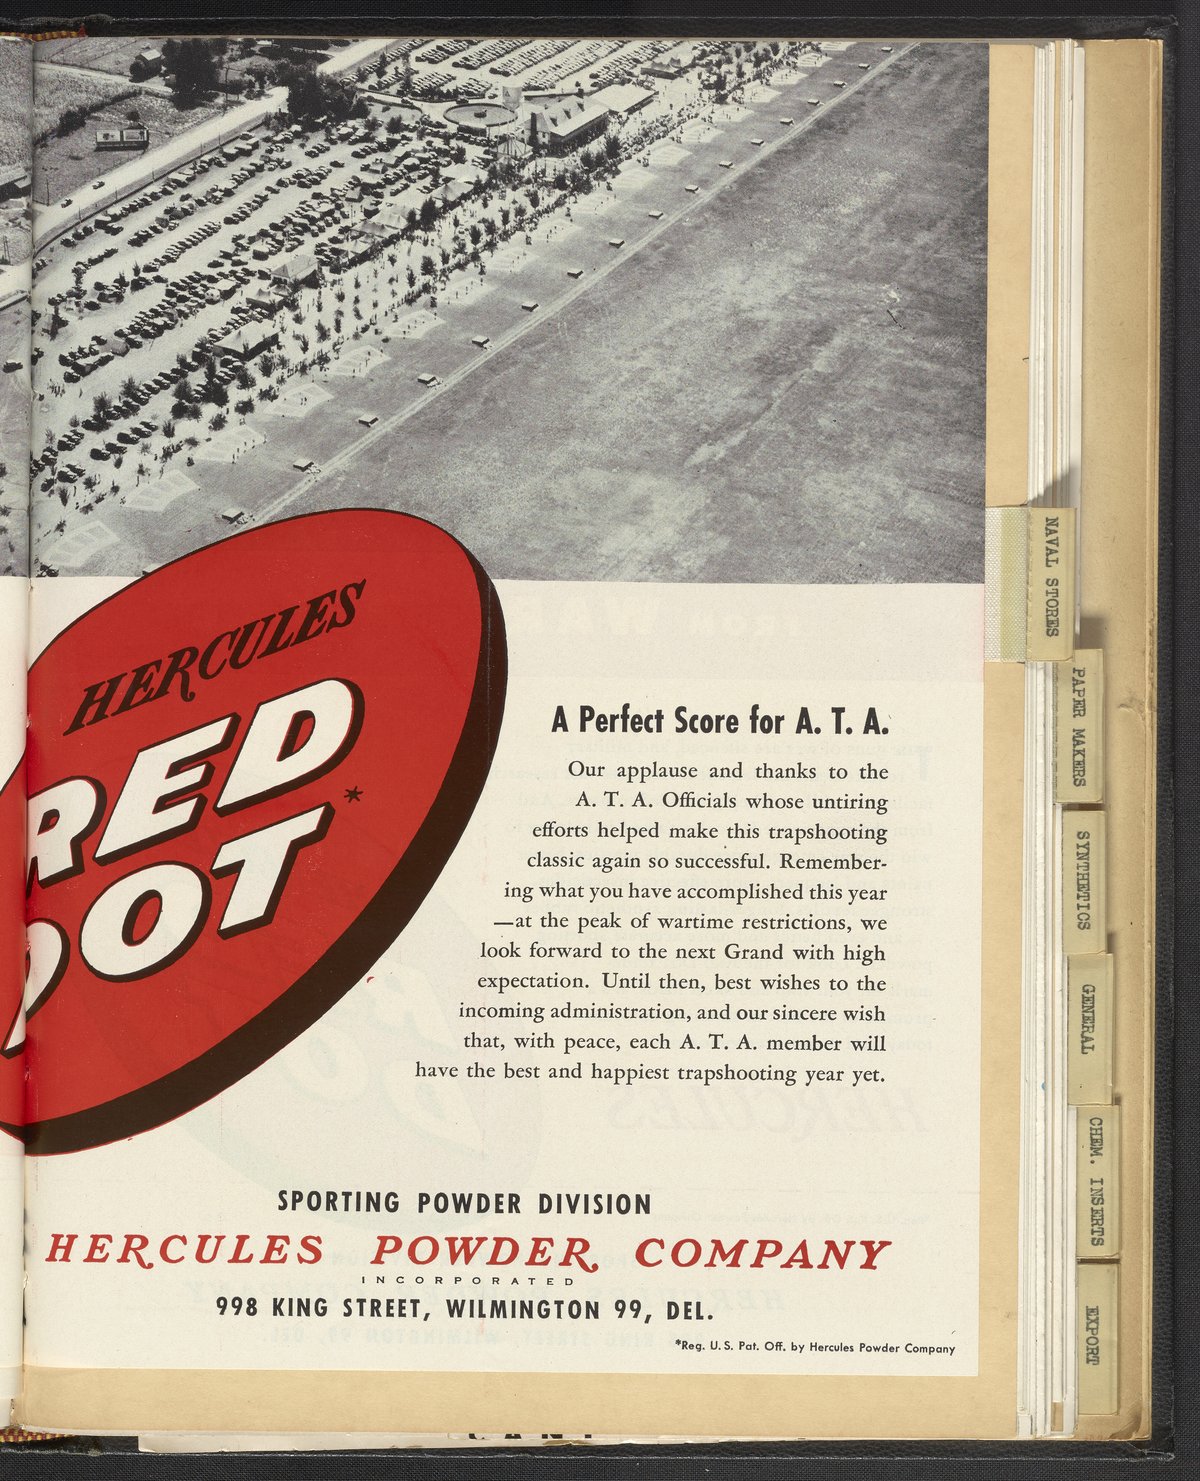 HERCULES
RED
DOT*
A Perfect Score for A. T. A.
Our applause and thanks to the
A. T. A. Officials whose untiring
efforts helped make this trapshooting
classic again so successful. Remember-
ing what you have accomplished this year
—at the peak of wartime restrictions, we
look forward to the next Grand with high
expectation. Until then, best wishes to the
incoming administration, and our sincere wish
that, with peace, each A. T. A. member will
have the best and happiest trapshooting year yet.
SPORTING POWDER DIVISION
HERCULES POWDER COMPANY
INCORPORATED
998 KING STREET, WILMINGTON 99, DEL.
*Reg. U. S. Pat. Off. by Hercules Powder Company
NAVAL STORES
PAPER MAKERS
SYNTHETICS
GENERAL
CHEM. INSERTS
EXPORT